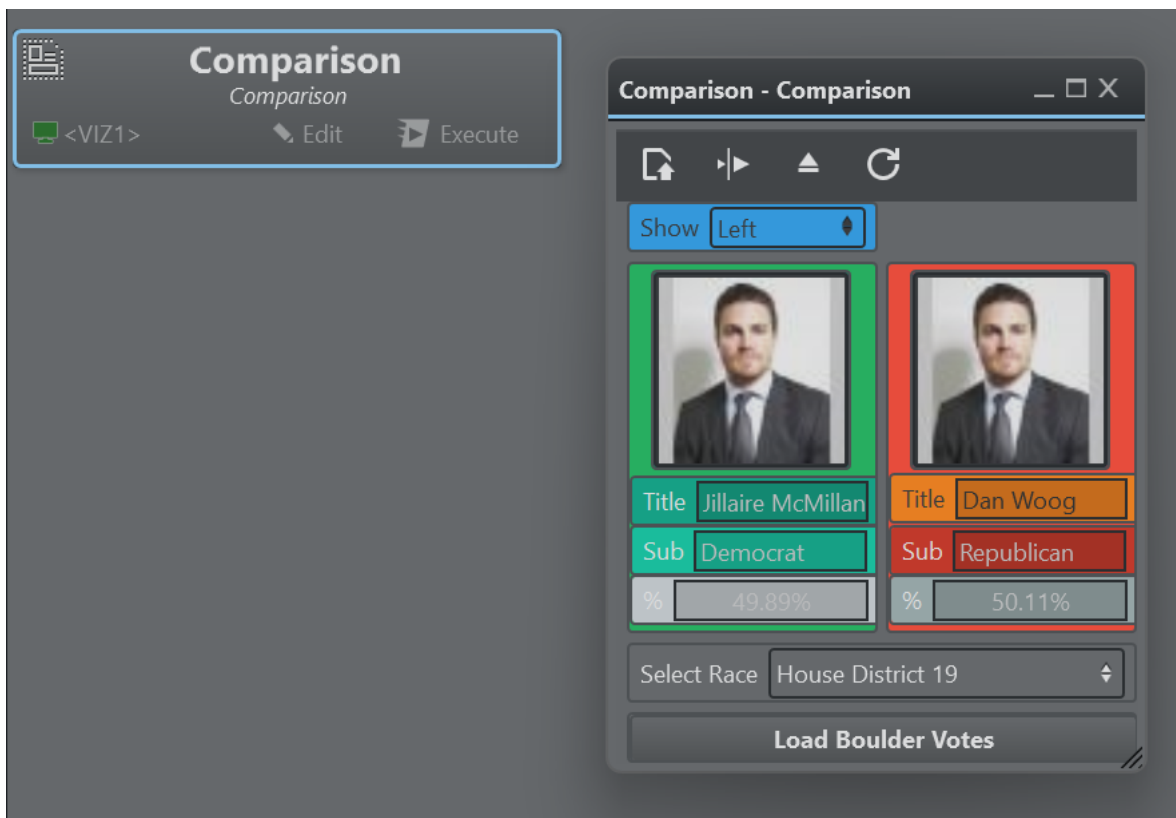 Comparison
Comparison
<VIZ1> Edit Execute
Comparison - Comparison
Show Left
Title Jillaire McMillan
Title Dan Woog
Sub Democrat
Sub Republican
% 49.89%
% 50.11%
Select Race House District 19
Load Boulder Votes